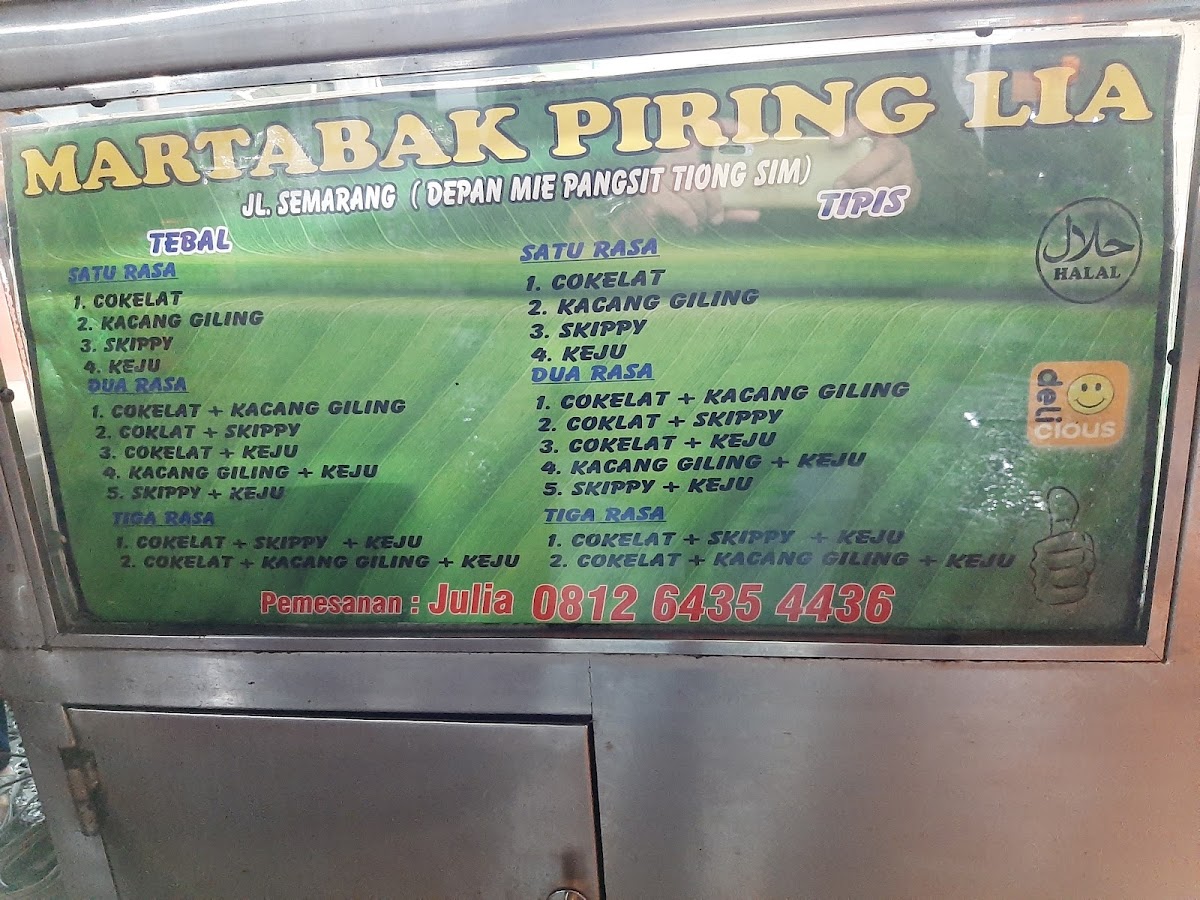 MARTABAK PIRING LIA
JL. SEMARANG ( DEPAN MIE PANGSIT TIONG SIM)
TEBAL
SATU RASA
1. COKELAT
2. KACANG GILING
3. SKIPPY
4. KEJU
DUA RASA
1. COKELAT + KACANG GILING
2. COKLAT + SKIPPY
3. COKELAT + KEJU
4. KACANG GILING + KEJU
5. SKIPPY + KEJU
TIGA RASA
1. COKELAT + SKIPPY + KEJU
2. COKELAT + KACANG GILING + KEJU
TIPIS
SATU RASA
1. COKELAT
2. KACANG GILING
3. SKIPPY
4. KEJU
DUA RASA
1. COKELAT + KACANG GILING
2. COKLAT + SKIPPY
3. COKELAT + KEJU
4. KACANG GILING + KEJU
5. SKIPPY + KEJU
TIGA RASA
1. COKELAT + SKIPPY + KEJU
2. COKELAT + KACANG GILING + KEJU
حلال
HALAL
deli
cious
Pemesanan : Julia 0812 6435 4436